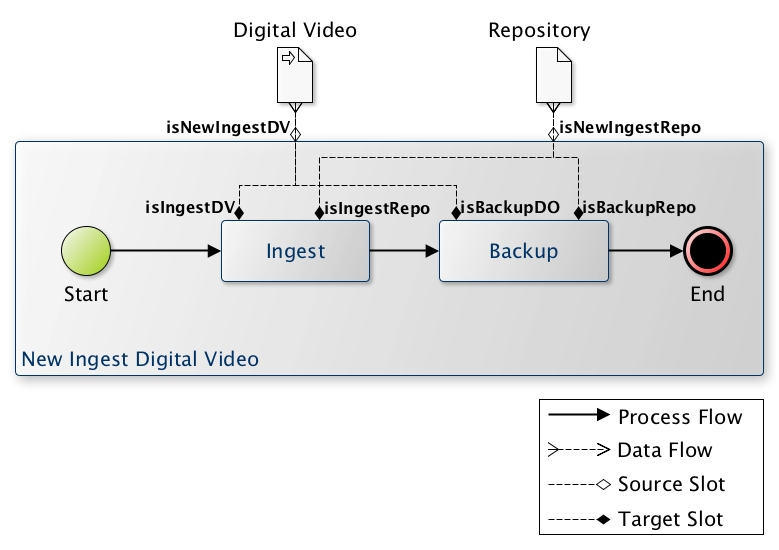 Digital Video
Repository
isNewIngestDV
isNewIngestRepo
isIngestDV
isIngestRepo
isBackupDO
isBackupRepo
Ingest
Backup
Start
End
New Ingest Digital Video
Process Flow
Data Flow
Source Slot
Target Slot